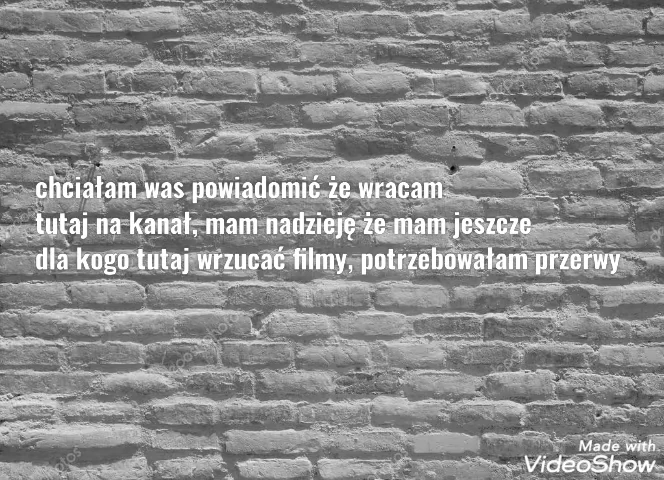 chciałam was powiadomić że wracam
tutaj na kanał, mam nadzieję że mam jeszcze
dla kogo tutaj wrzucać filmy, potrzebowałam przerwy
Made with
VideoShow